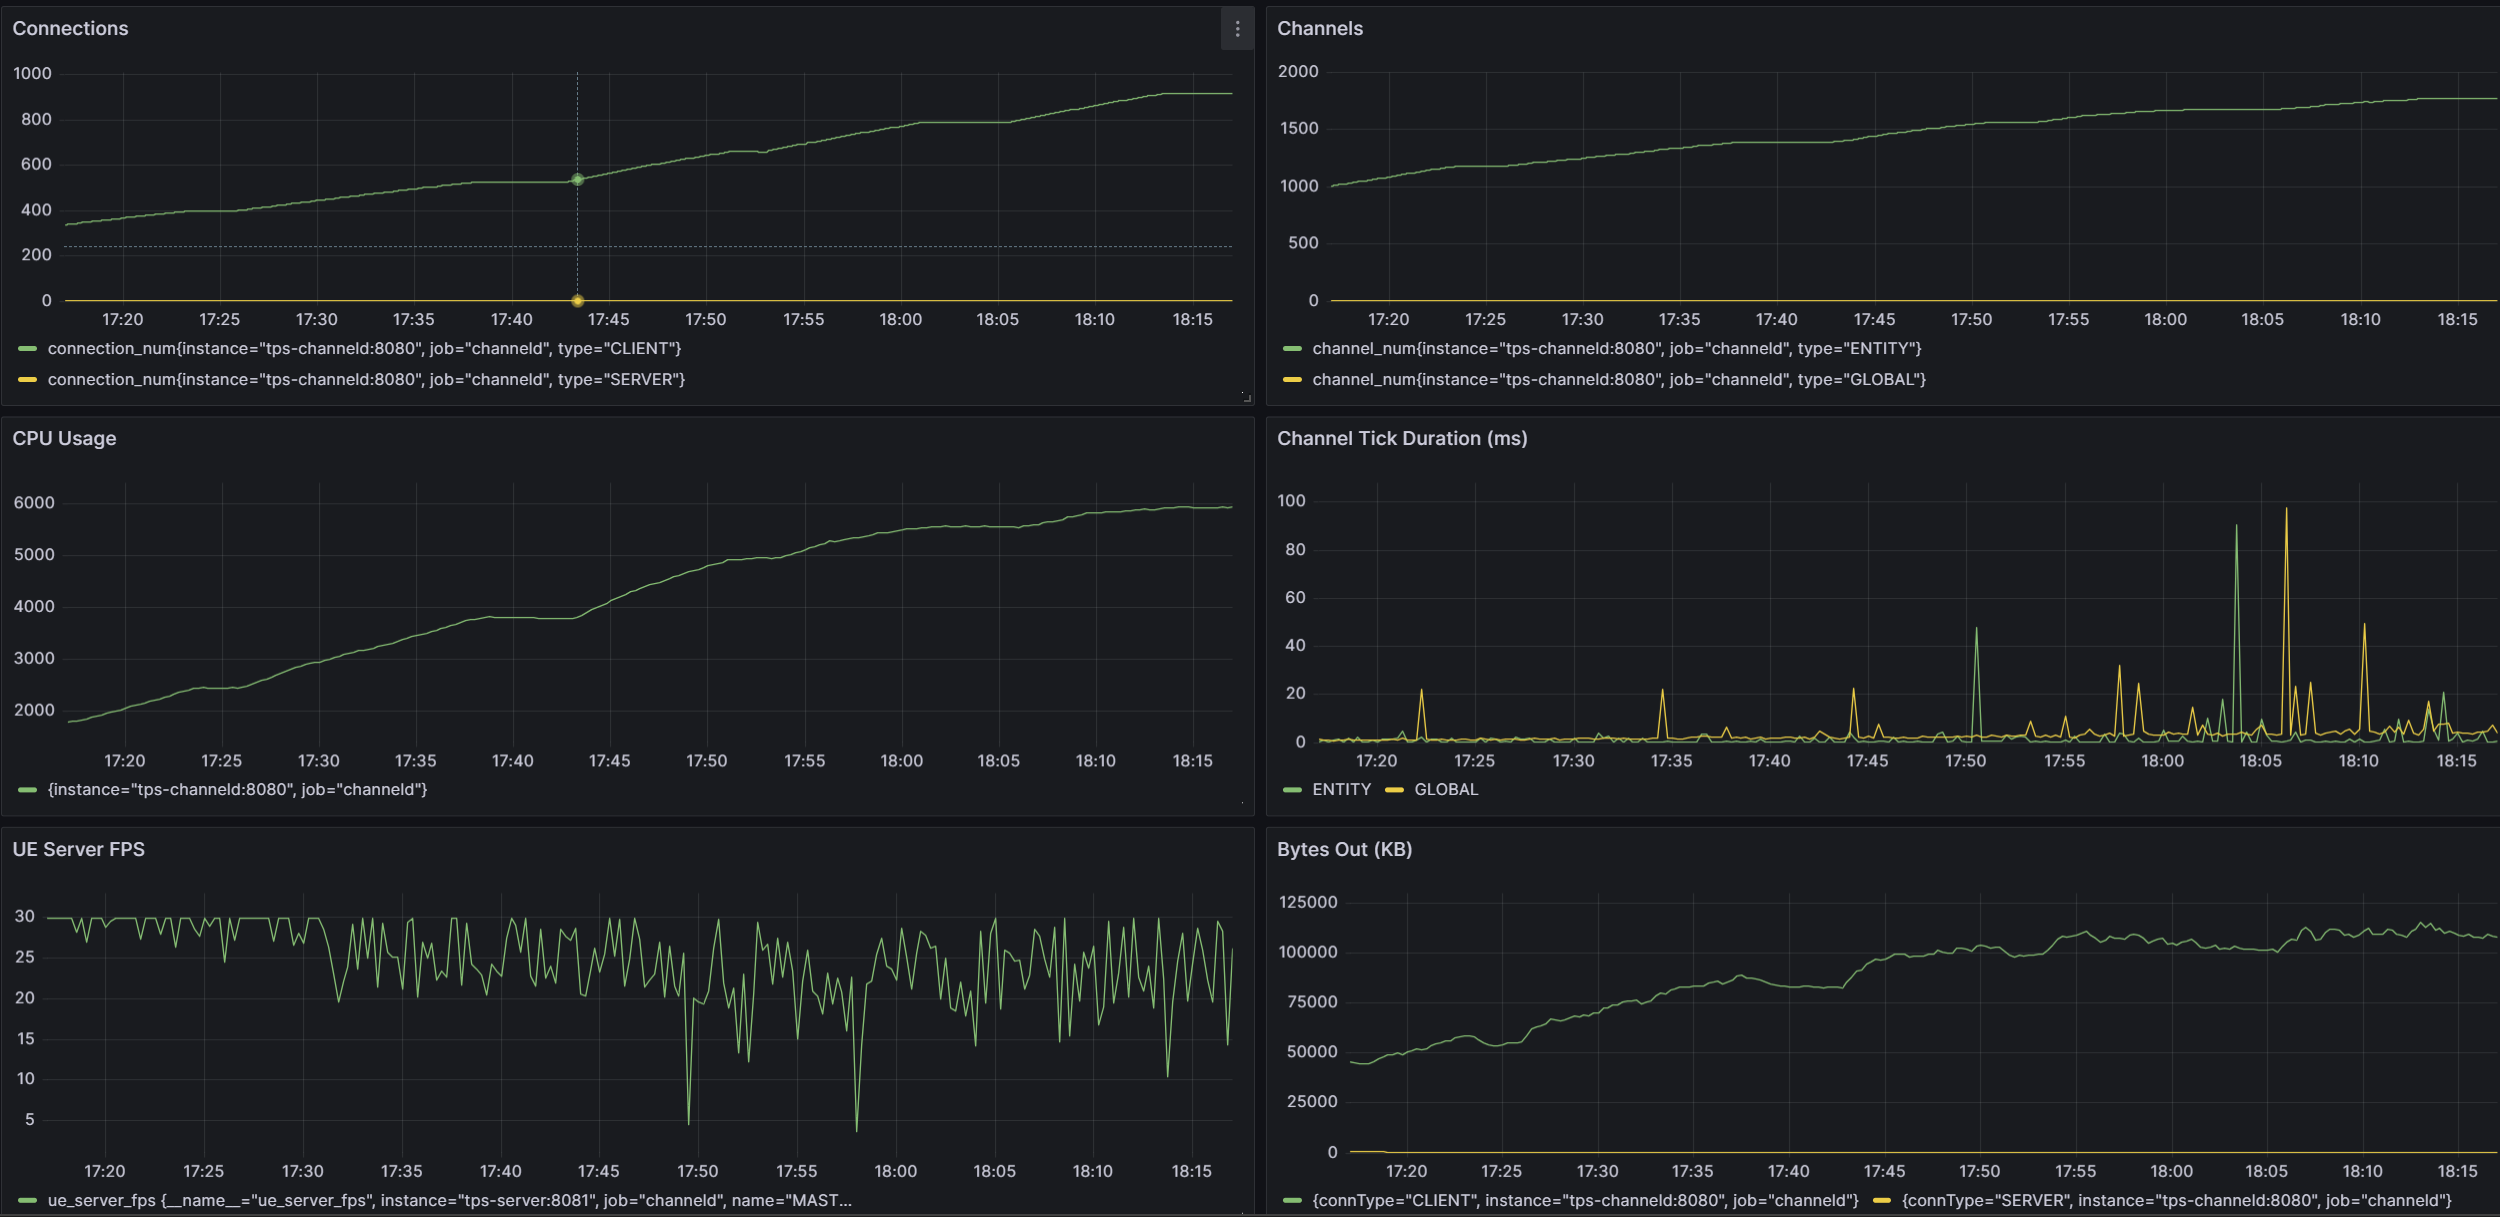 Connections
1000
800
600
400
200
0
17:20 17:25 17:30 17:35 17:40 17:45 17:50 17:55 18:00 18:05 18:10 18:15
connection_num{instance="tps-channeld:8080", job="channeld", type="CLIENT"}
connection_num{instance="tps-channeld:8080", job="channeld", type="SERVER"}
Channels
2000
1500
1000
500
0
17:20 17:25 17:30 17:35 17:40 17:45 17:50 17:55 18:00 18:05 18:10 18:15
channel_num{instance="tps-channeld:8080", job="channeld", type="ENTITY"}
channel_num{instance="tps-channeld:8080", job="channeld", type="GLOBAL"}
CPU Usage
6000
5000
4000
3000
2000
17:20 17:25 17:30 17:35 17:40 17:45 17:50 17:55 18:00 18:05 18:10 18:15
{instance="tps-channeld:8080", job="channeld"}
Channel Tick Duration (ms)
100
80
60
40
20
0
17:20 17:25 17:30 17:35 17:40 17:45 17:50 17:55 18:00 18:05 18:10 18:15
ENTITY GLOBAL
UE Server FPS
30
25
20
15
10
5
17:20 17:25 17:30 17:35 17:40 17:45 17:50 17:55 18:00 18:05 18:10 18:15
ue_server_fps {__name__="ue_server_fps", instance="tps-server:8081", job="channeld", name="MAST...
Bytes Out (KB)
125000
100000
75000
50000
25000
0
17:20 17:25 17:30 17:35 17:40 17:45 17:50 17:55 18:00 18:05 18:10 18:15
{connType="CLIENT", instance="tps-channeld:8080", job="channeld"} {connType="SERVER", instance="tps-channeld:8080", job="channeld"}